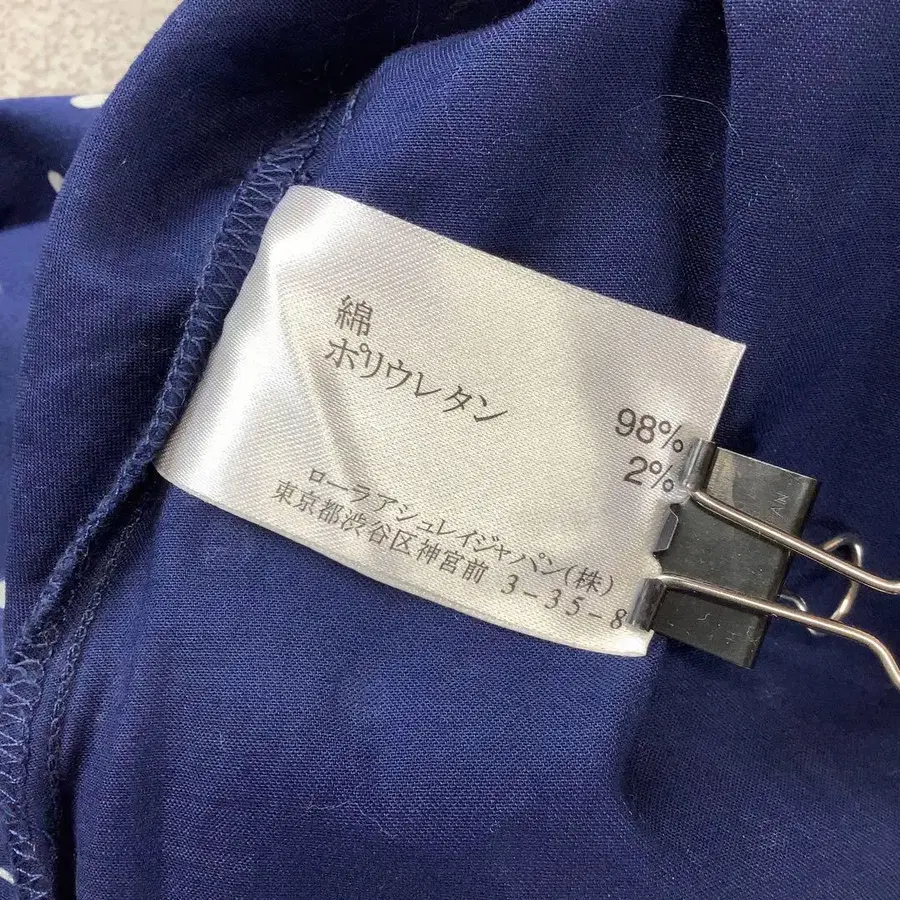 綿 98%
ポリウレタン 2%
ローラ アシュレイジャパン(株)
東京都渋谷区神宮前 3-35-8